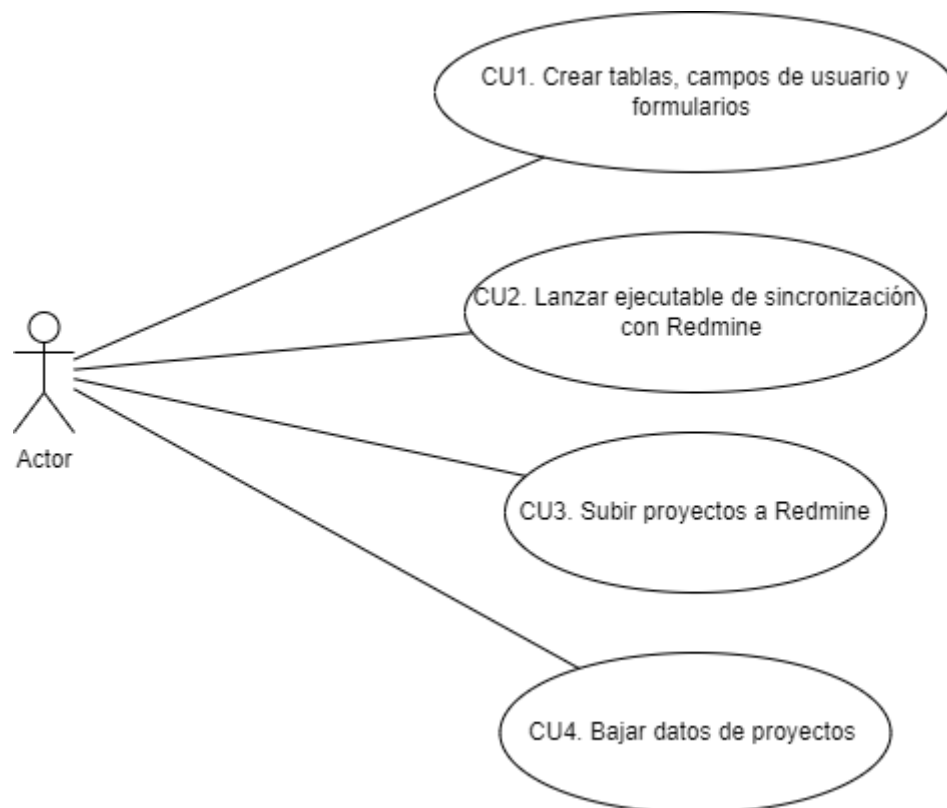 CU1. Crear tablas, campos de usuario y
formularios
CU2. Lanzar ejecutable de sincronización
con Redmine
Actor
CU3. Subir proyectos a Redmine
CU4. Bajar datos de proyectos